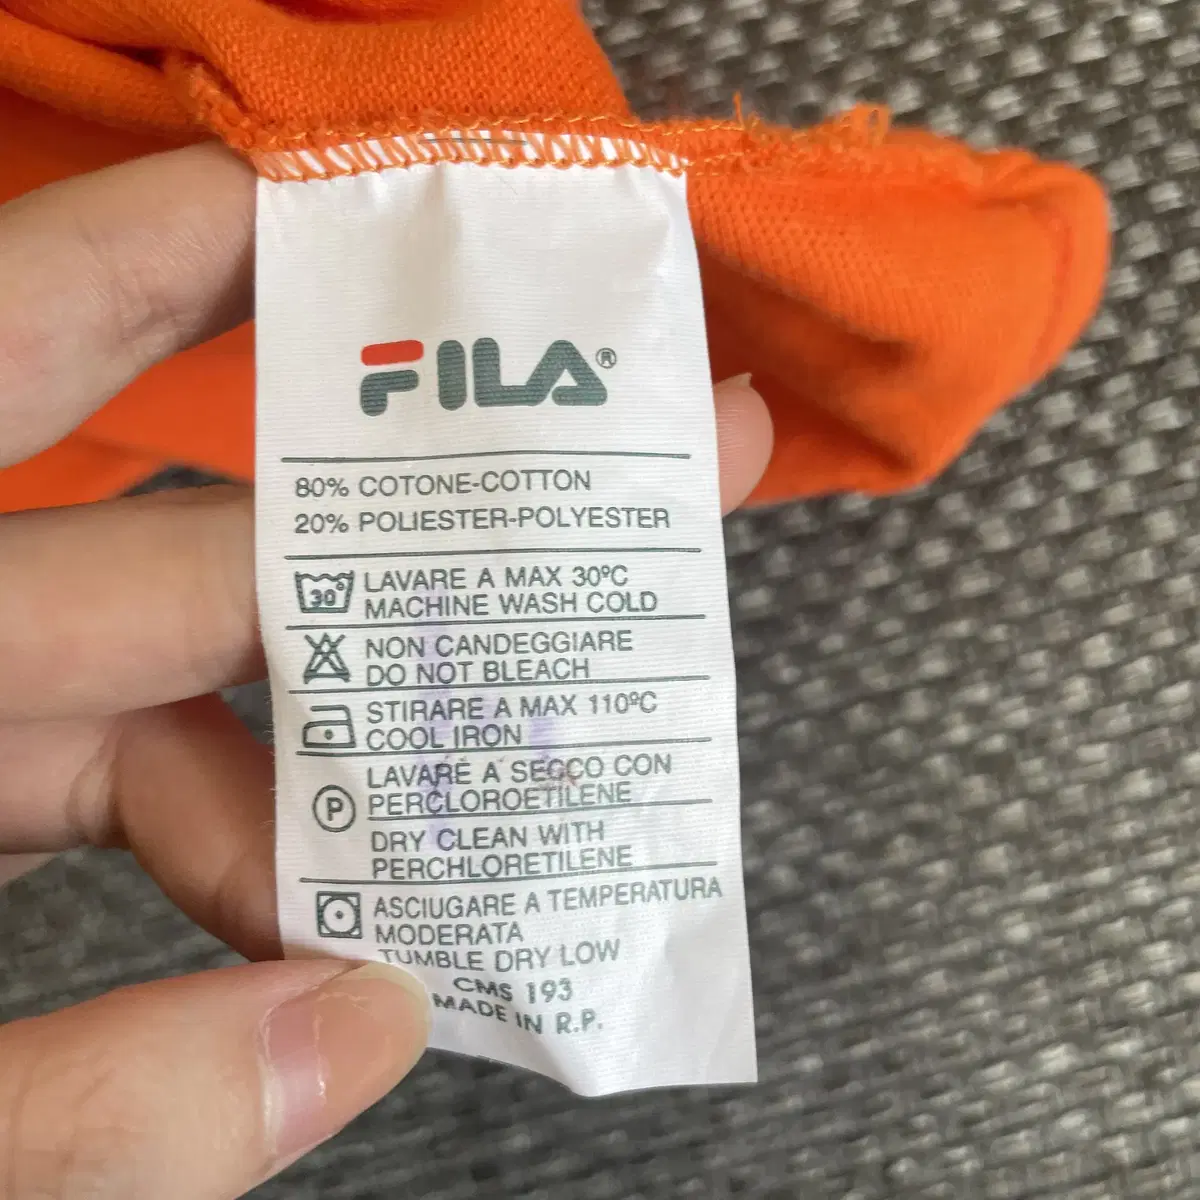 FILA®
80% COTONE-COTTON
20% POLIESTER-POLYESTER
30° LAVARE A MAX 30ºC
MACHINE WASH COLD
NON CANDEGGIARE
DO NOT BLEACH
STIRARE A MAX 110ºC
COOL IRON
LAVARE A SECCO CON
P PERCLOROETILENE
DRY CLEAN WITH
PERCHLORETILENE
ASCIUGARE A TEMPERATURA
MODERATA
TUMBLE DRY LOW
CMS 193
MADE IN R.P.